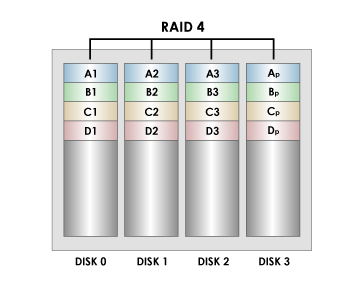 RAID 4
A1 A2 A3 Ap
B1 B2 B3 Bp
C1 C2 C3 Cp
D1 D2 D3 Dp
DISK 0 DISK 1 DISK 2 DISK 3